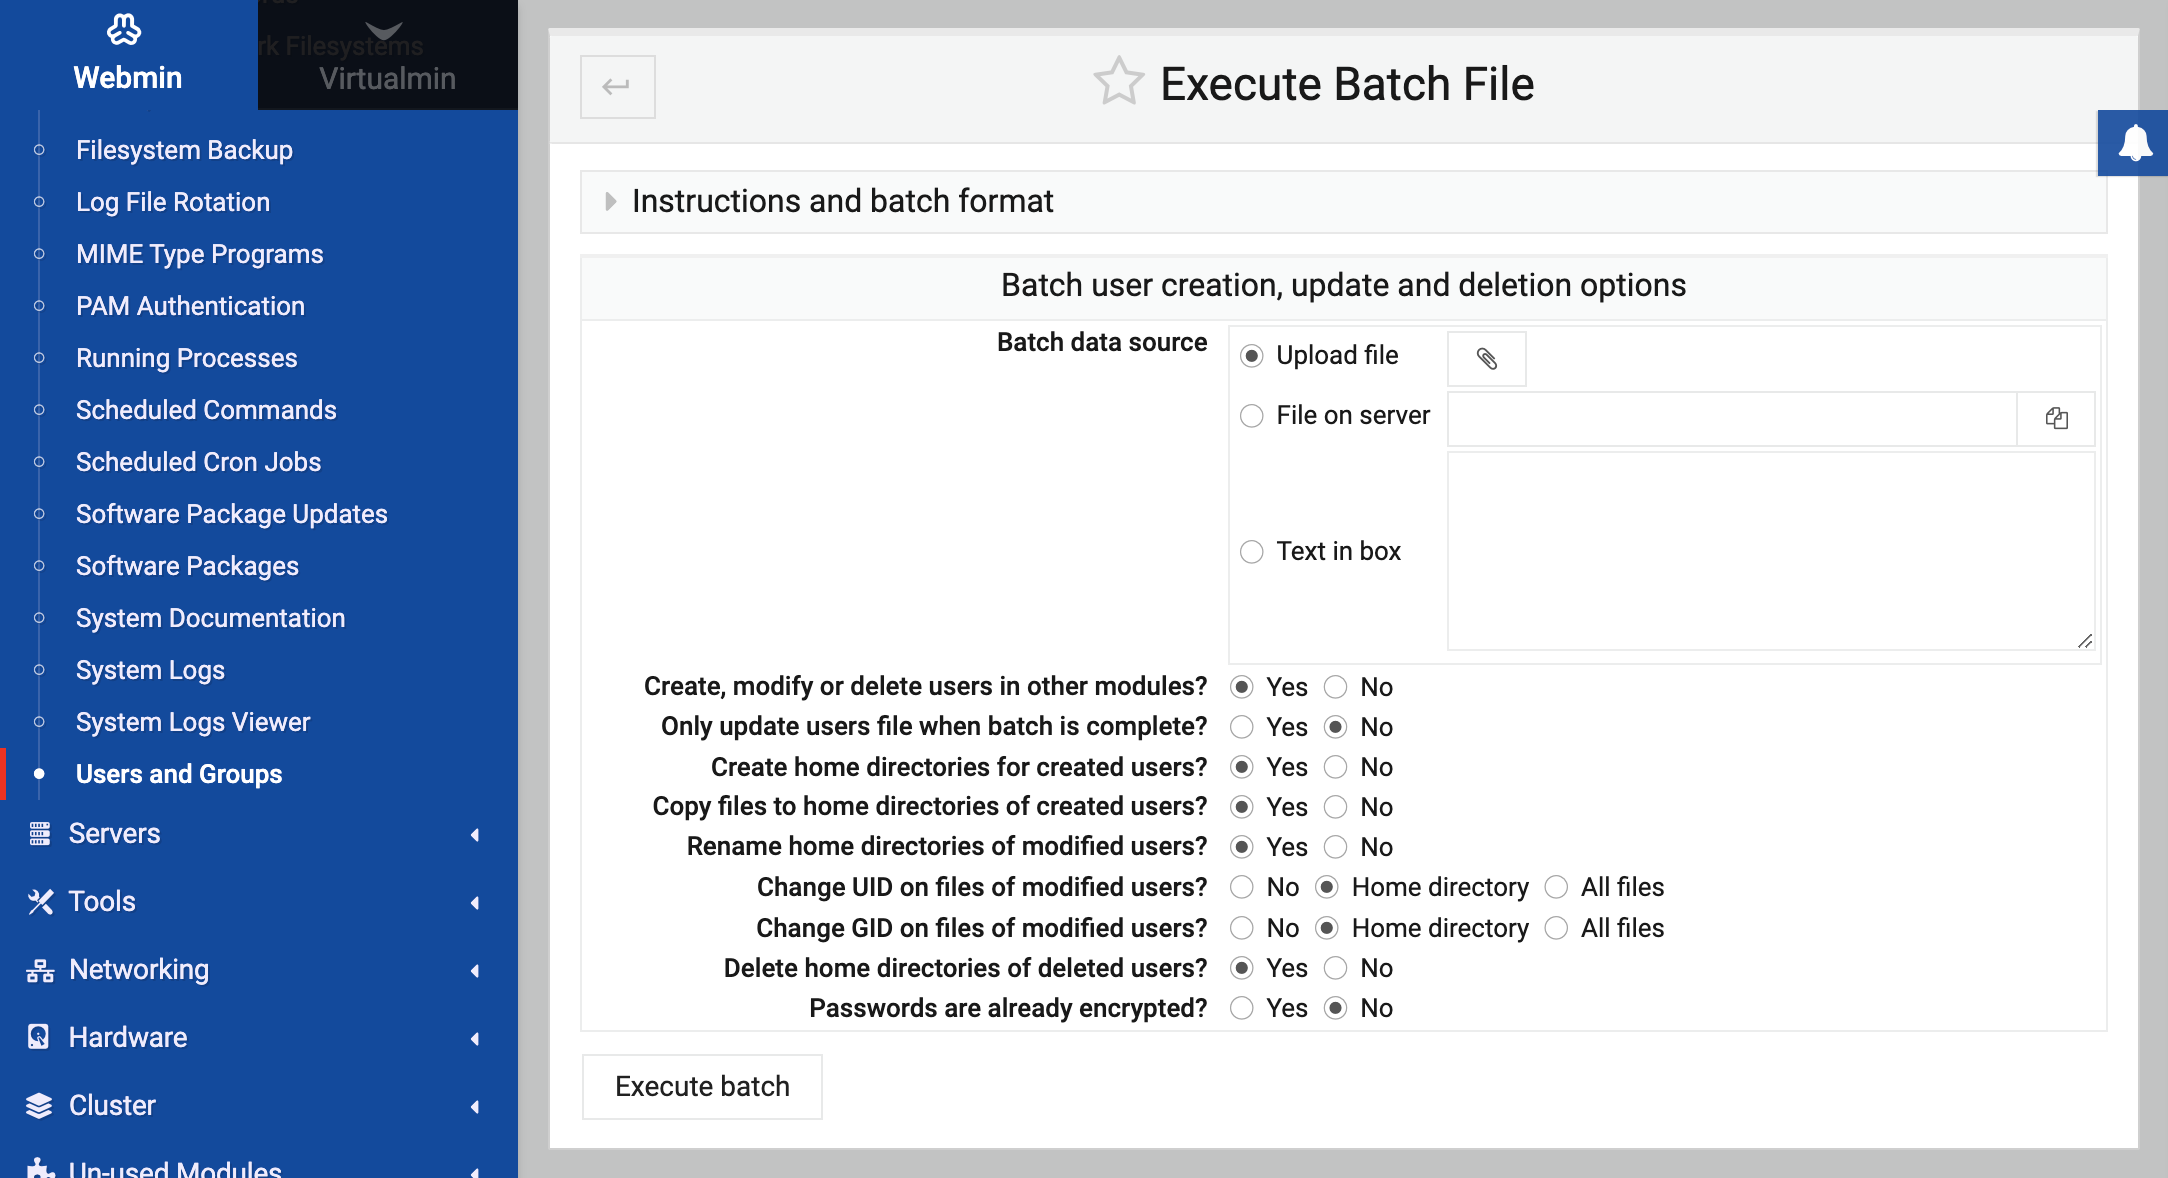 Webmin
rk Filesystems
Virtualmin
Filesystem Backup
Log File Rotation
MIME Type Programs
PAM Authentication
Running Processes
Scheduled Commands
Scheduled Cron Jobs
Software Package Updates
Software Packages
System Documentation
System Logs
System Logs Viewer
Users and Groups
Servers
Tools
Networking
Hardware
Cluster
Un-used Modules
Execute Batch File
Instructions and batch format
Batch user creation, update and deletion options
Batch data source
Upload file
File on server
Text in box
Create, modify or delete users in other modules? Yes No
Only update users file when batch is complete? Yes No
Create home directories for created users? Yes No
Copy files to home directories of created users? Yes No
Rename home directories of modified users? Yes No
Change UID on files of modified users? No Home directory All files
Change GID on files of modified users? No Home directory All files
Delete home directories of deleted users? Yes No
Passwords are already encrypted? Yes No
Execute batch